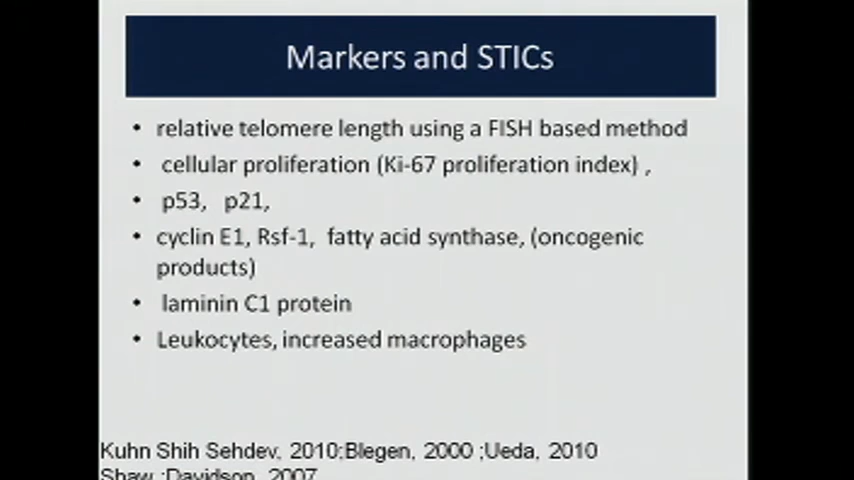 Markers and STICs
• relative telomere length using a FISH based method
• cellular proliferation (Ki-67 proliferation index) ,
• p53, p21,
• cyclin E1, Rsf-1, fatty acid synthase, (oncogenic
products)
• laminin C1 protein
• Leukocytes, increased macrophages
Kuhn Shih Sehdev, 2010;Blegen, 2000 ;Ueda, 2010
Shaw ;Davidson, 2007